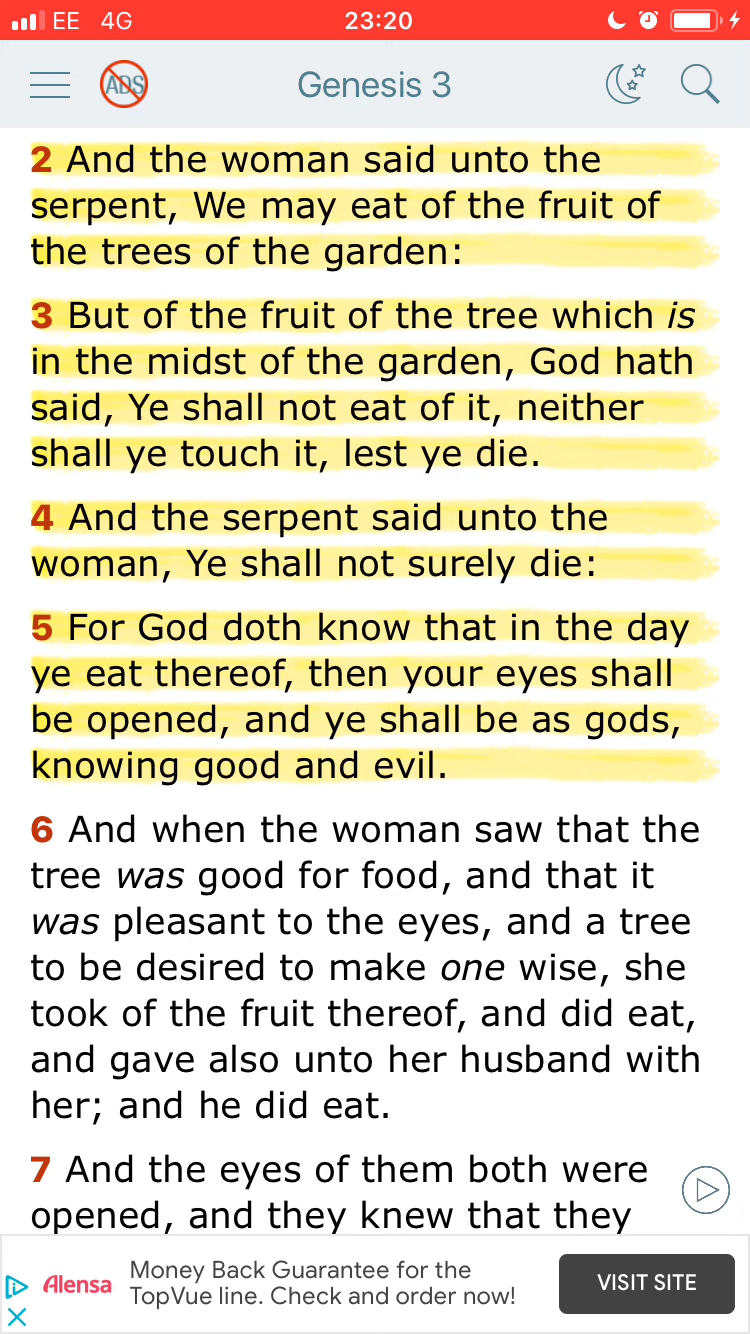 EE 4G 23:20
ADS Genesis 3
2 And the woman said unto the
serpent, We may eat of the fruit of
the trees of the garden:
3 But of the fruit of the tree which is
in the midst of the garden, God hath
said, Ye shall not eat of it, neither
shall ye touch it, lest ye die.
4 And the serpent said unto the
woman, Ye shall not surely die:
5 For God doth know that in the day
ye eat thereof, then your eyes shall
be opened, and ye shall be as gods,
knowing good and evil.
6 And when the woman saw that the
tree was good for food, and that it
was pleasant to the eyes, and a tree
to be desired to make one wise, she
took of the fruit thereof, and did eat,
and gave also unto her husband with
her; and he did eat.
7 And the eyes of them both were
opened, and they knew that they
Alensa
Money Back Guarantee for the
TopVue line. Check and order now!
VISIT SITE